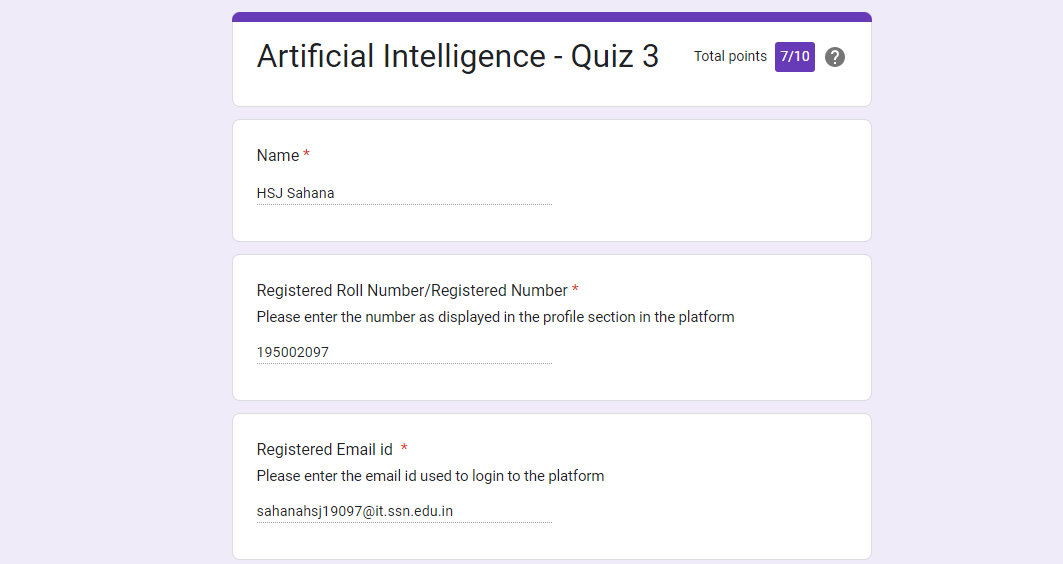 Artificial Intelligence - Quiz 3
Total points 7/10 ?
Name *
HSJ Sahana
Registered Roll Number/Registered Number *
Please enter the number as displayed in the profile section in the platform
195002097
Registered Email id *
Please enter the email id used to login to the platform
sahanahsj19097@it.ssn.edu.in